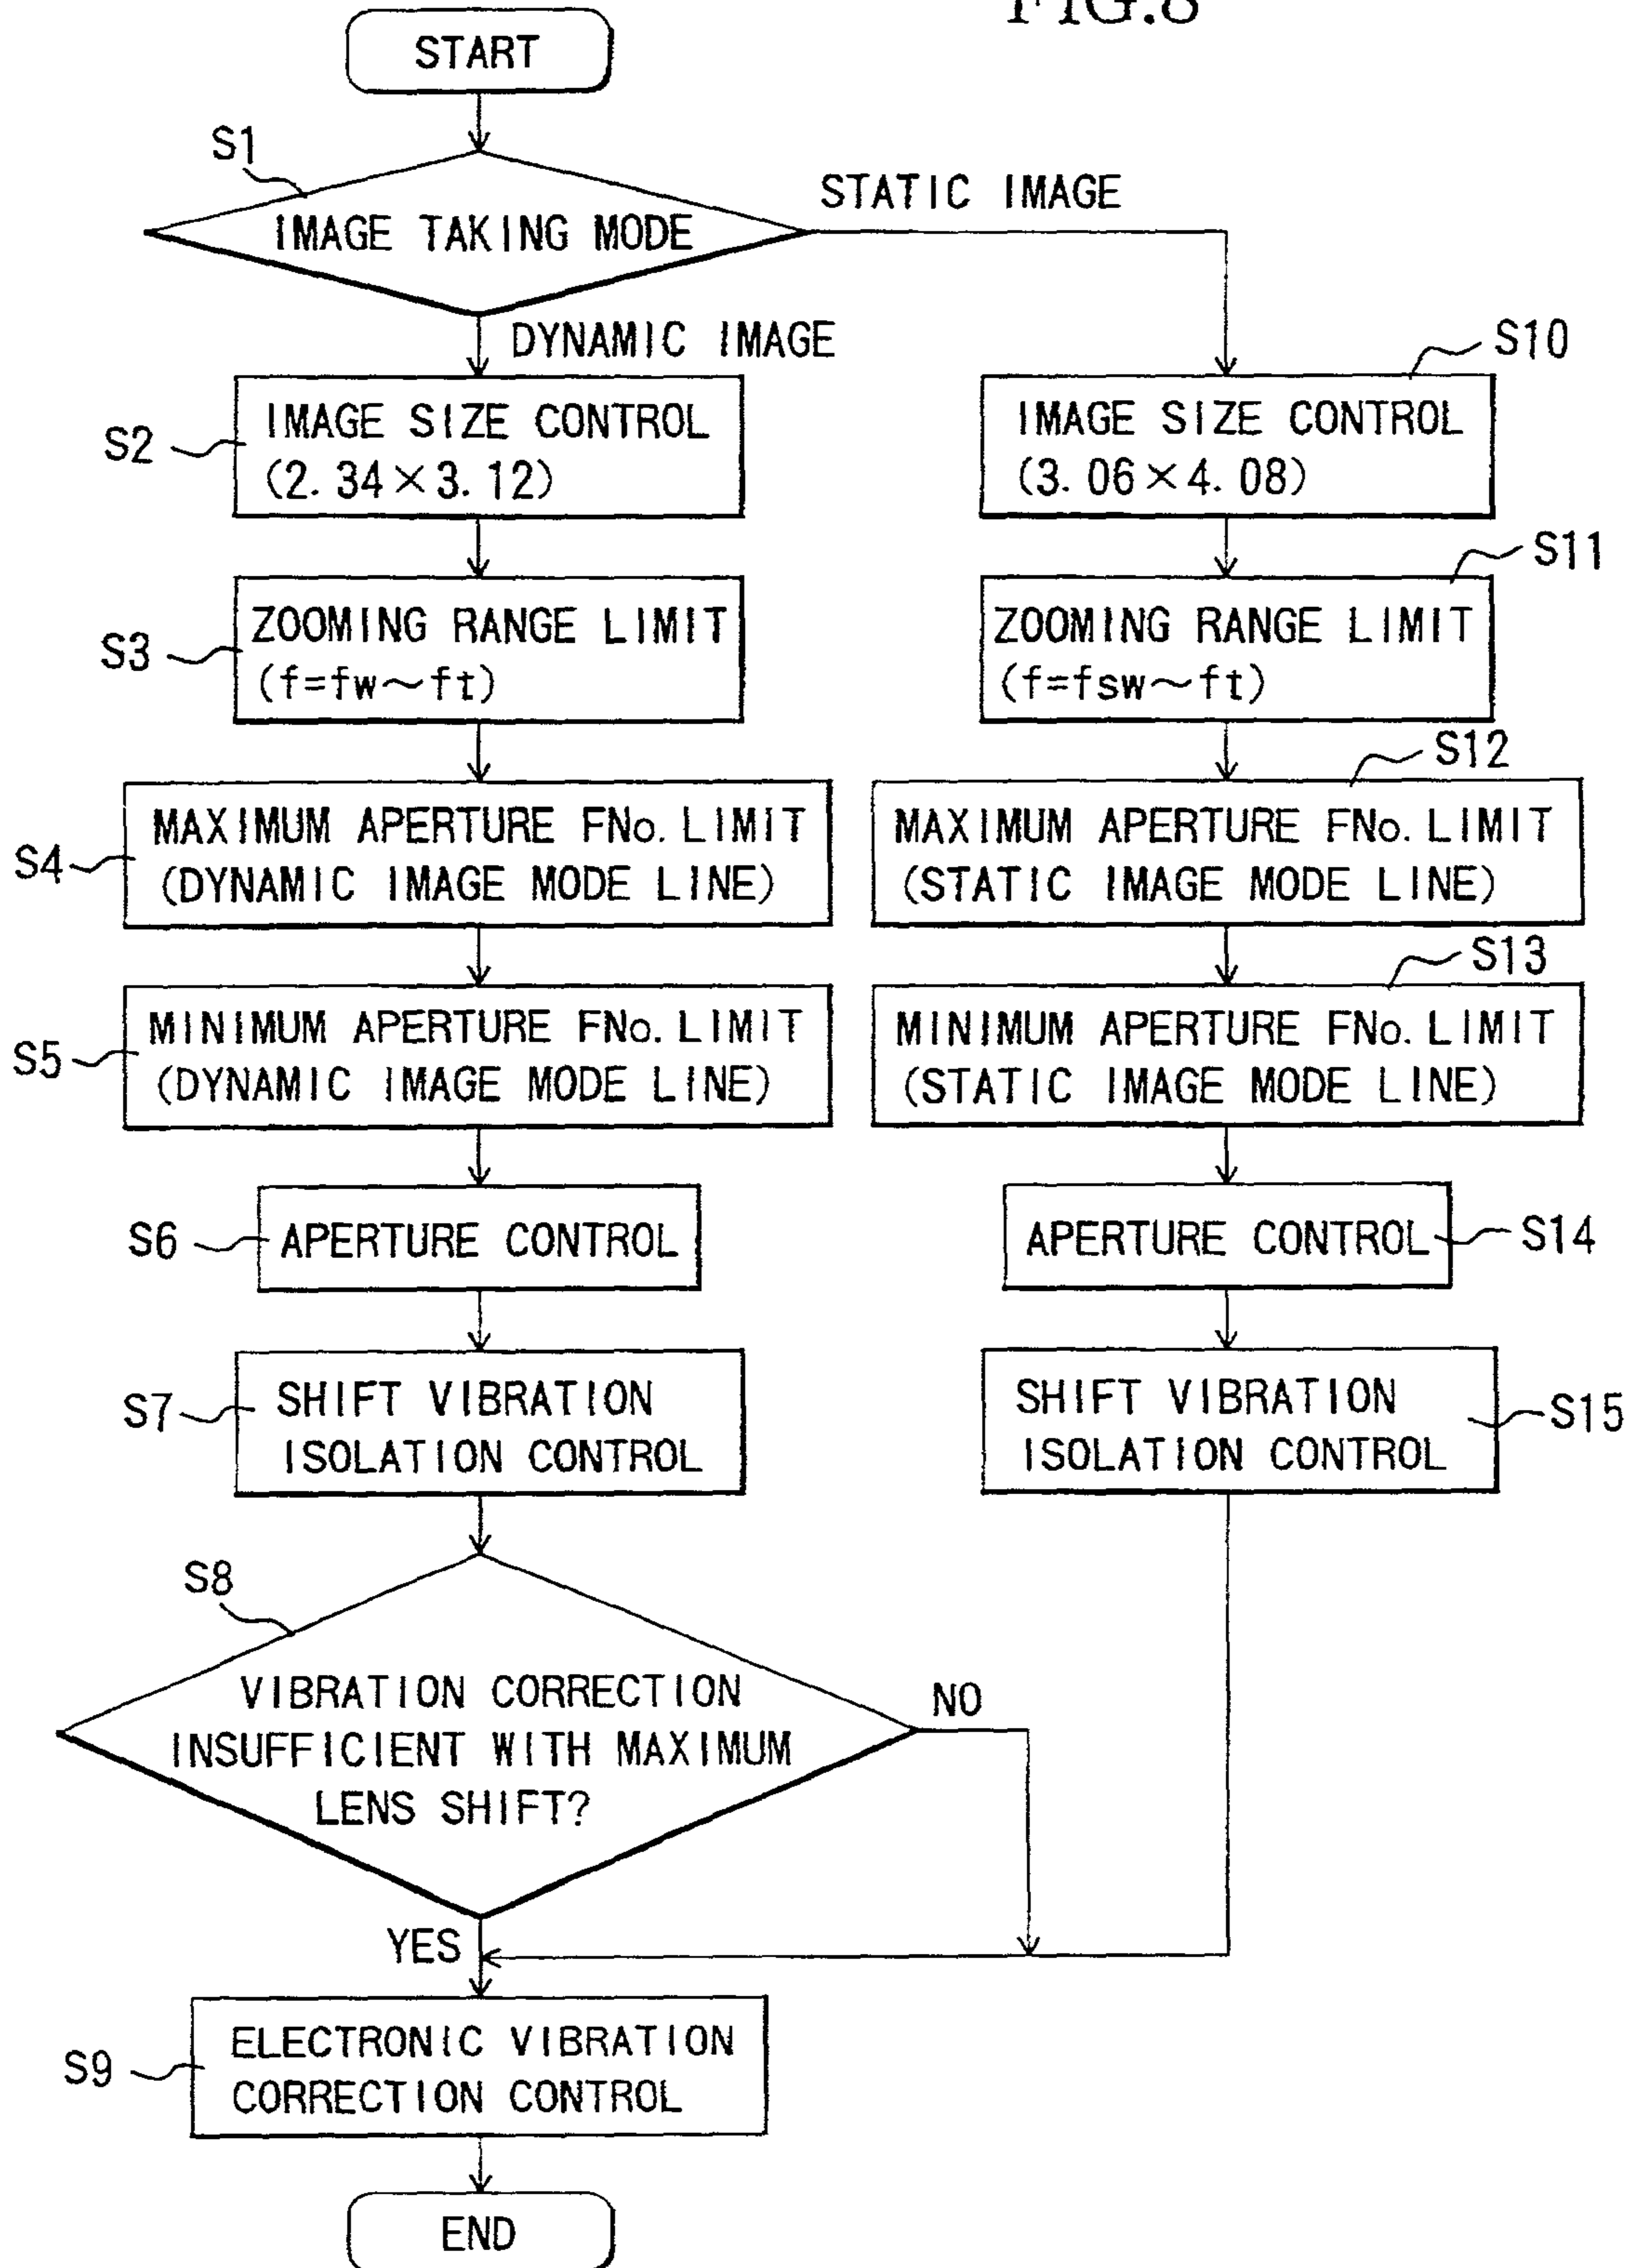 FIG.8
START
S1
IMAGE TAKING MODE
STATIC IMAGE
DYNAMIC IMAGE
S2
IMAGE SIZE CONTROL
(2.34×3.12)
S3
ZOOMING RANGE LIMIT
(f=fw~ft)
S4
MAXIMUM APERTURE FNo. LIMIT
(DYNAMIC IMAGE MODE LINE)
S5
MINIMUM APERTURE FNo. LIMIT
(DYNAMIC IMAGE MODE LINE)
S6
APERTURE CONTROL
S7
SHIFT VIBRATION
ISOLATION CONTROL
S8
VIBRATION CORRECTION
INSUFFICIENT WITH MAXIMUM
LENS SHIFT?
NO
YES
S9
ELECTRONIC VIBRATION
CORRECTION CONTROL
END
S10
IMAGE SIZE CONTROL
(3.06×4.08)
S11
ZOOMING RANGE LIMIT
(f=fsw~ft)
S12
MAXIMUM APERTURE FNo. LIMIT
(STATIC IMAGE MODE LINE)
S13
MINIMUM APERTURE FNo. LIMIT
(STATIC IMAGE MODE LINE)
APERTURE CONTROL
S14
SHIFT VIBRATION
ISOLATION CONTROL
S15